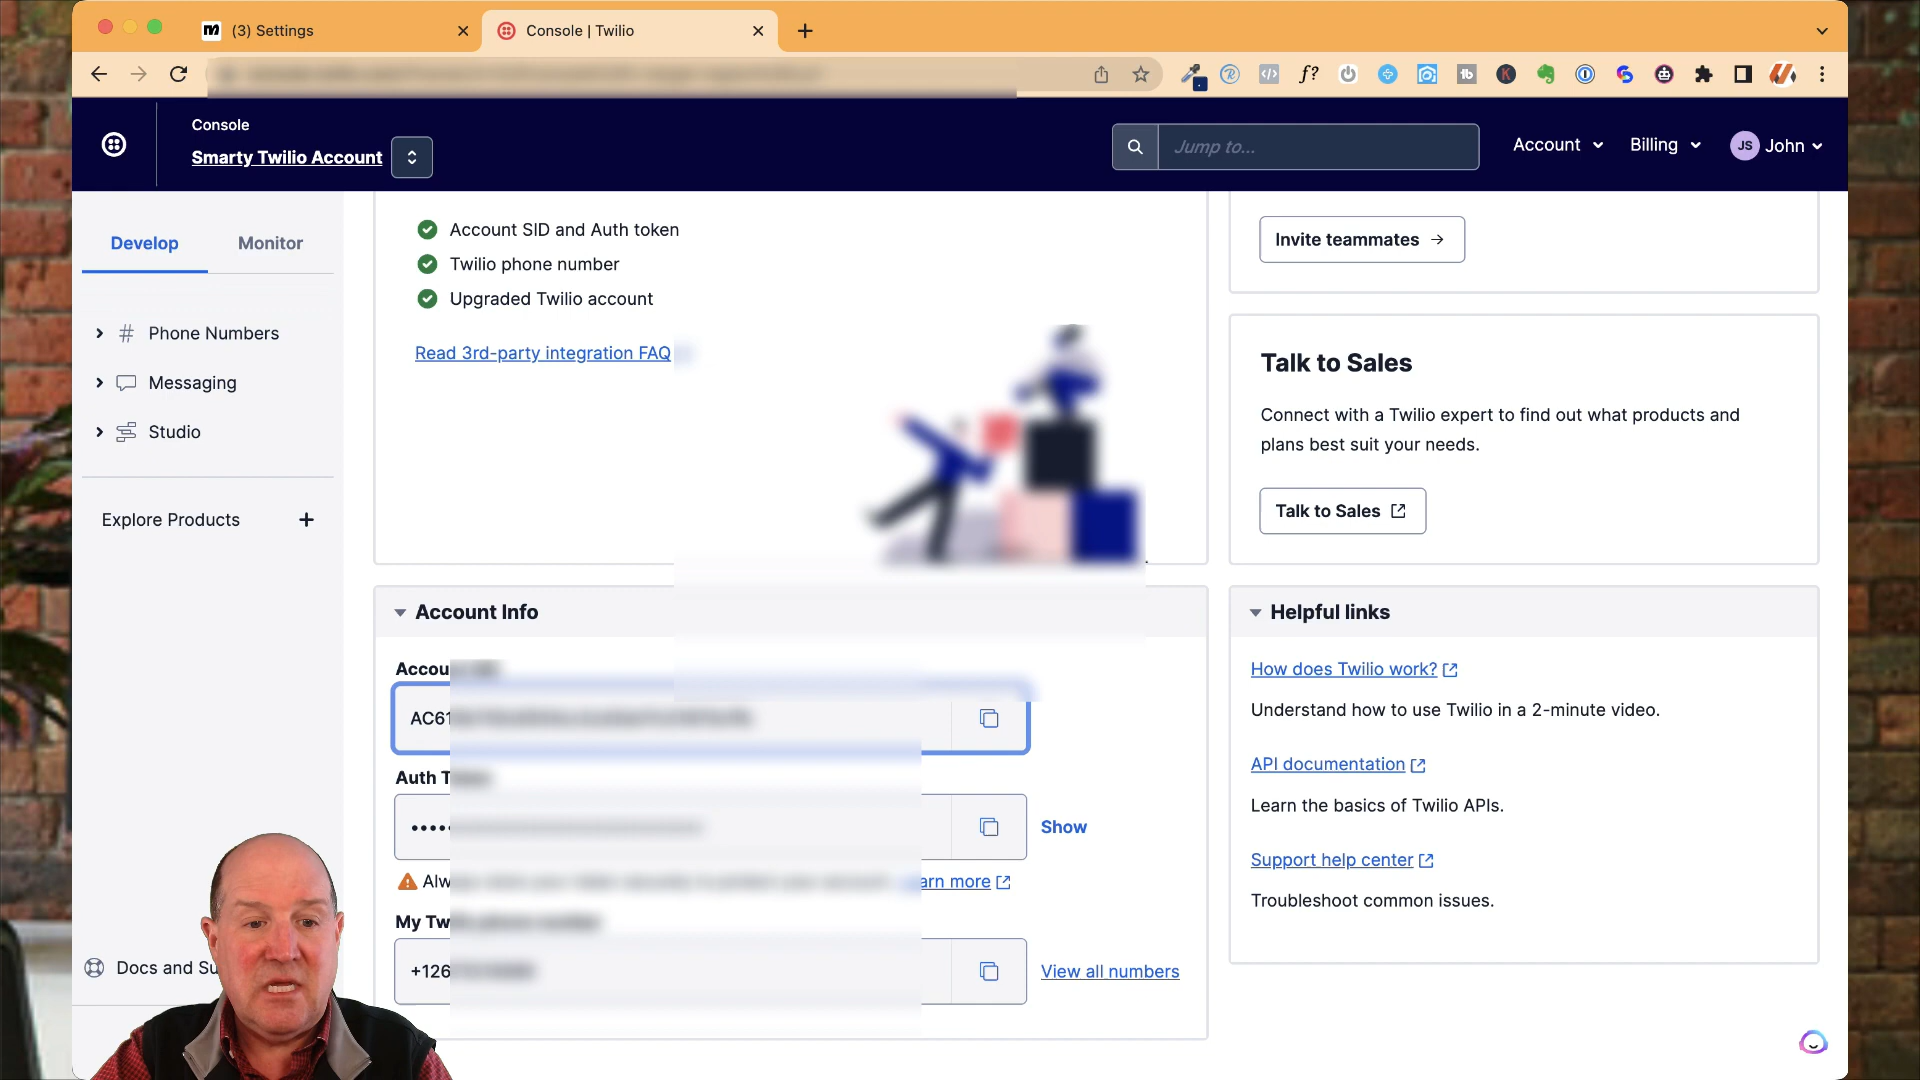 (3) Settings
Console | Twilio
Console
Smarty Twilio Account
Jump to...
Account
Billing
JS
John
Develop
Monitor
Phone Numbers
Messaging
Studio
Explore Products
Docs and
Account SID and Auth token
Twilio phone number
Upgraded Twilio account
Read 3rd-party integration FAQ
Invite teammates
Talk to Sales
Connect with a Twilio expert to find out what products and
plans best suit your needs.
Talk to Sales
Account Info
AC61
Auth
Show
more
My
+126
View all numbers
Helpful links
How does Twilio work?
Understand how to use Twilio in a 2-minute video.
API documentation
Learn the basics of Twilio APIs.
Support help center
Troubleshoot common issues.